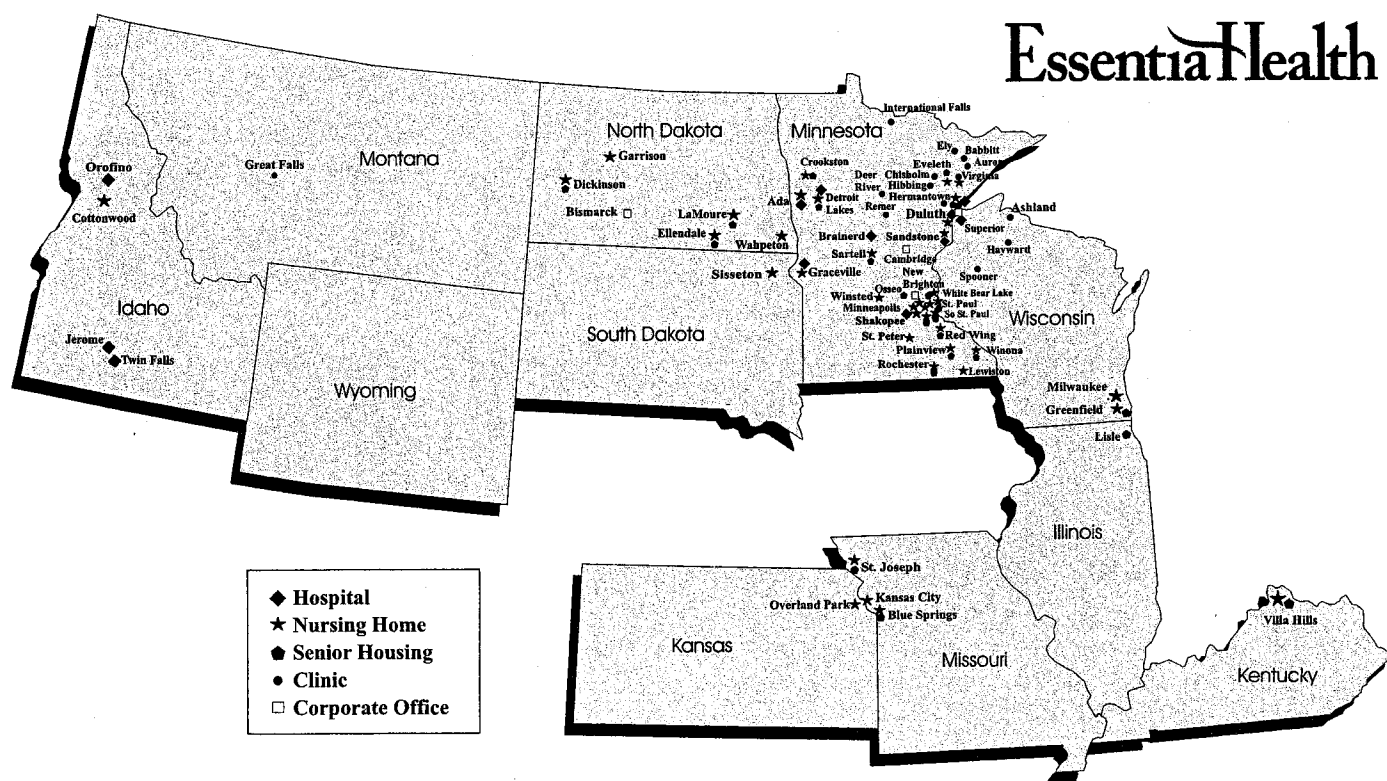 Essentia Health
International Falls
North Dakota
Minnesota
Ely
Babbitt
Garrison
Montana
Crookston
Eveleth
Auror
Great Falls
Orofino
Deer
River
Chisholm
Virginia
Dickinson
Hibbing
Ada
Detroit
Lakes
Hermantown
Cottonwood
Bismarck
LaMoure
Remer
Duluth
Ashland
Superior
Ellendale
Wahpeton
Brainerd
Sandstone
Hayward
Sartell
Cambridge
Sisseton
Graceville
New
Brighton
Spooner
Osseo
White Bear Lake
Winsted
St. Paul
Idaho
Minneapolis
So St. Paul
Shakopee
Wisconsin
South Dakota
Jerome
St. Peter
Red Wing
Twin Falls
Plainview
Winona
Rochester
Lewiston
Wyoming
Milwaukee
Greenfield
Lisle
Illinois
St. Joseph
Hospital
Kansas City
Overland Park
Nursing Home
Blue Springs
Villa Hills
Kansas
Senior Housing
Missouri
Kentucky
Clinic
Corporate Office